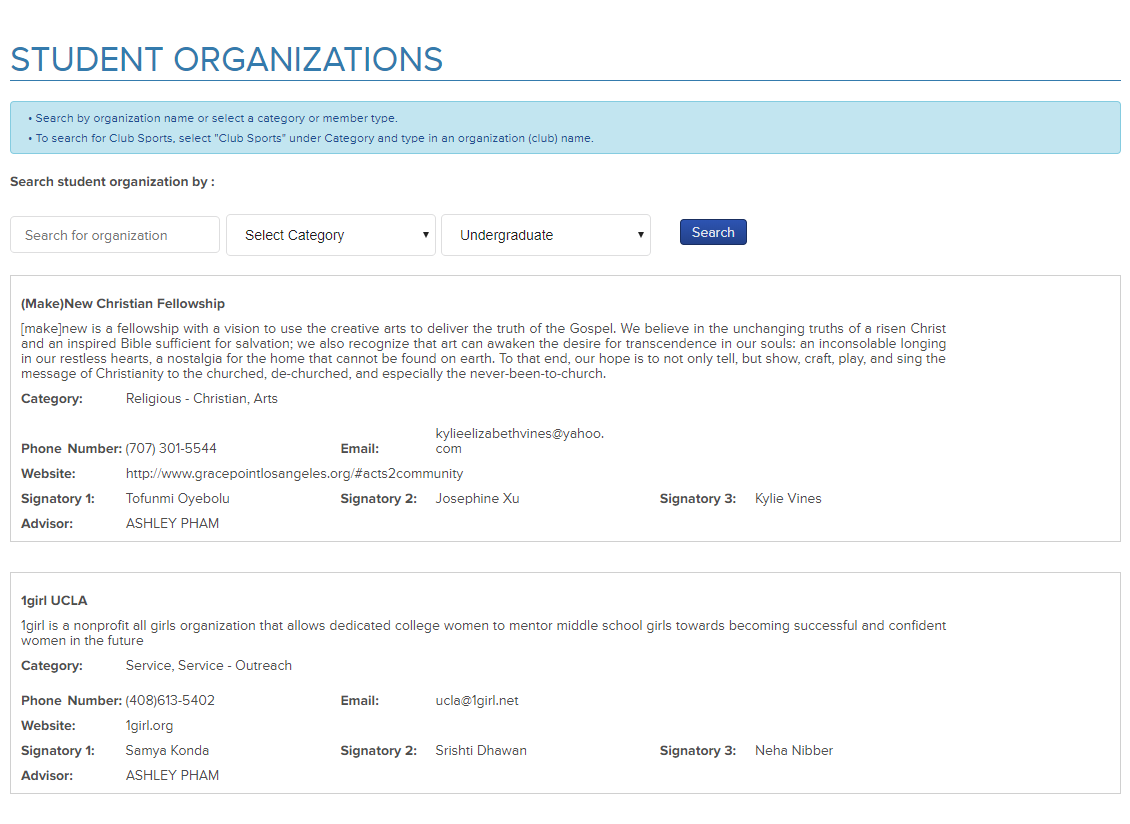 STUDENT ORGANIZATIONS
• Search by organization name or select a category or member type.
• To search for Club Sports, select "Club Sports" under Category and type in an organization (club) name.
Search student organization by :
Search for organization Select Category Undergraduate Search
(Make)New Christian Fellowship
[make]new is a fellowship with a vision to use the creative arts to deliver the truth of the Gospel. We believe in the unchanging truths of a risen Christ
and an inspired Bible sufficient for salvation; we also recognize that art can awaken the desire for transcendence in our souls: an inconsolable longing
in our restless hearts, a nostalgia for the home that cannot be found on earth. To that end, our hope is to not only tell, but show, craft, play, and sing the
message of Christianity to the churched, de-churched, and especially the never-been-to-church.
Category: Religious - Christian, Arts
Phone Number: (707) 301-5544 Email: kylieelizabethvines@yahoo.
com
Website: http://www.gracepointlosangeles.org/#acts2community
Signatory 1: Tofunmi Oyebolu Signatory 2: Josephine Xu Signatory 3: Kylie Vines
Advisor: ASHLEY PHAM
1girl UCLA
1girl is a nonprofit all girls organization that allows dedicated college women to mentor middle school girls towards becoming successful and confident
women in the future
Category: Service, Service - Outreach
Phone Number: (408)613-5402 Email: ucla@1girl.net
Website: 1girl.org
Signatory 1: Samya Konda Signatory 2: Srishti Dhawan Signatory 3: Neha Nibber
Advisor: ASHLEY PHAM